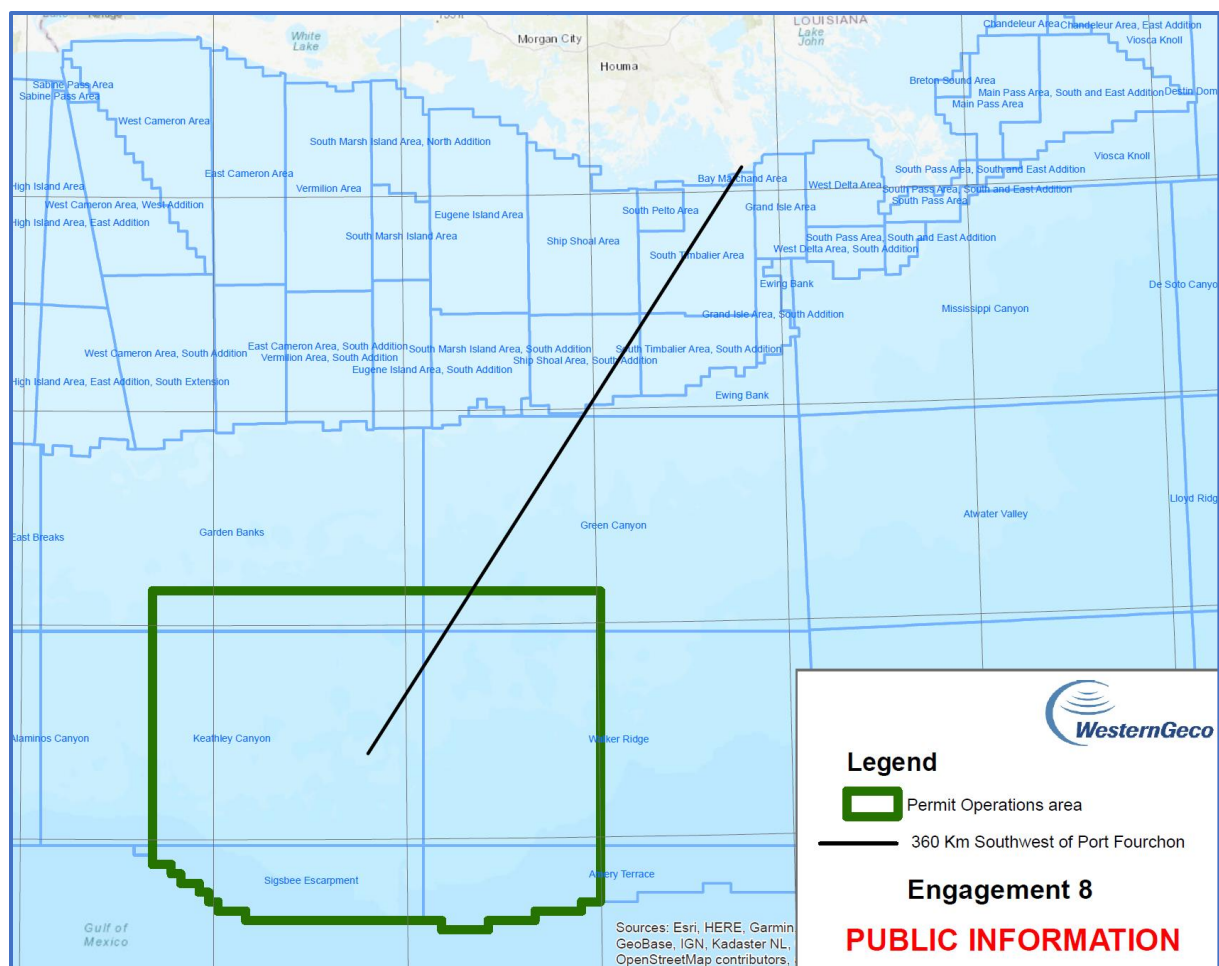 LOUISIANA
White
Lake
Morgan City
Lake
John
Houma
Chandeleur Area
Chandeleur Area, East Addition
Viosca Knoll
Sabine Pass Area
Sabine Pass Area
West Cameron Area
Breton Sound Area
Main Pass Area, South and East Addition
Destin Dom
Main Pass Area
South Marsh Island Area, North Addition
Viosca Knoll
East Cameron Area
Vermilion Area
Bay Marchand Area
West Delta Area
South Pass Area, South and East Addition
High Island Area
South Pass Area, South and East Addition
South Pass Area
West Cameron Area, West Addition
High Island Area, East Addition
Eugene Island Area
South Pelto Area
Grand Isle Area
South Marsh Island Area
Ship Shoal Area
South Pass Area, South and East Addition
West Delta Area, South Addition
South Timbalier Area
Ewing Bank
De Soto Canyo
Mississippi Canyon
Grand Isle Area, South Addition
West Cameron Area, South Addition
East Cameron Area, South Addition
Vermilion Area, South Addition
South Marsh Island Area, South Addition
Ship Shoal Area, South Addition
South Timbalier Area, South Addition
Eugene Island Area, South Addition
High Island Area, East Addition, South Extension
Ewing Bank
Lloyd Ridg
East Breaks
Garden Banks
Green Canyon
Atwater Valley
Alaminos Canyon
Keathley Canyon
Walker Ridge
Sigsbee Escarpment
Amery Terrace
Gulf of
Mexico
Sources: Esri, HERE, Garmin,
GeoBase, IGN, Kadaster NL,
OpenStreetMap contributors,
WesternGeco
Legend
Permit Operations area
360 Km Southwest of Port Fourchon
Engagement 8
PUBLIC INFORMATION